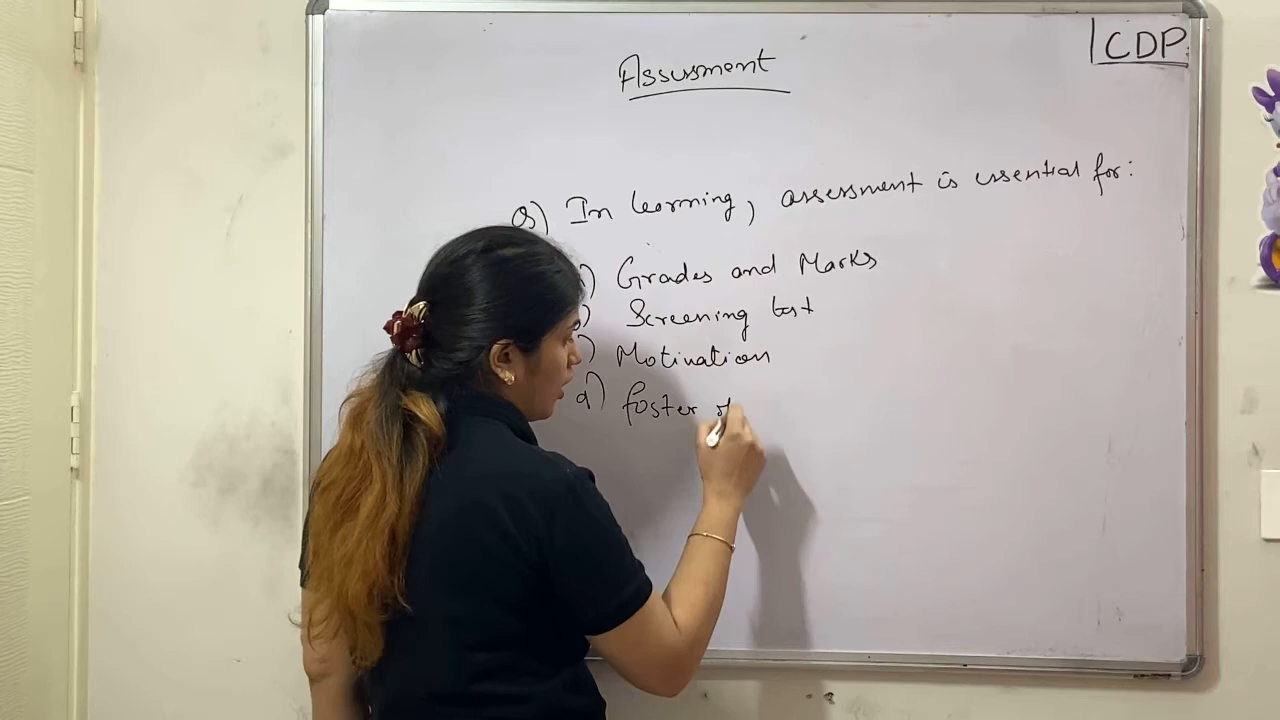 CDP
Assessment
Q) In learning, assessment is essential for:
Grades and Marks
Screening test
Motivation
d) foster